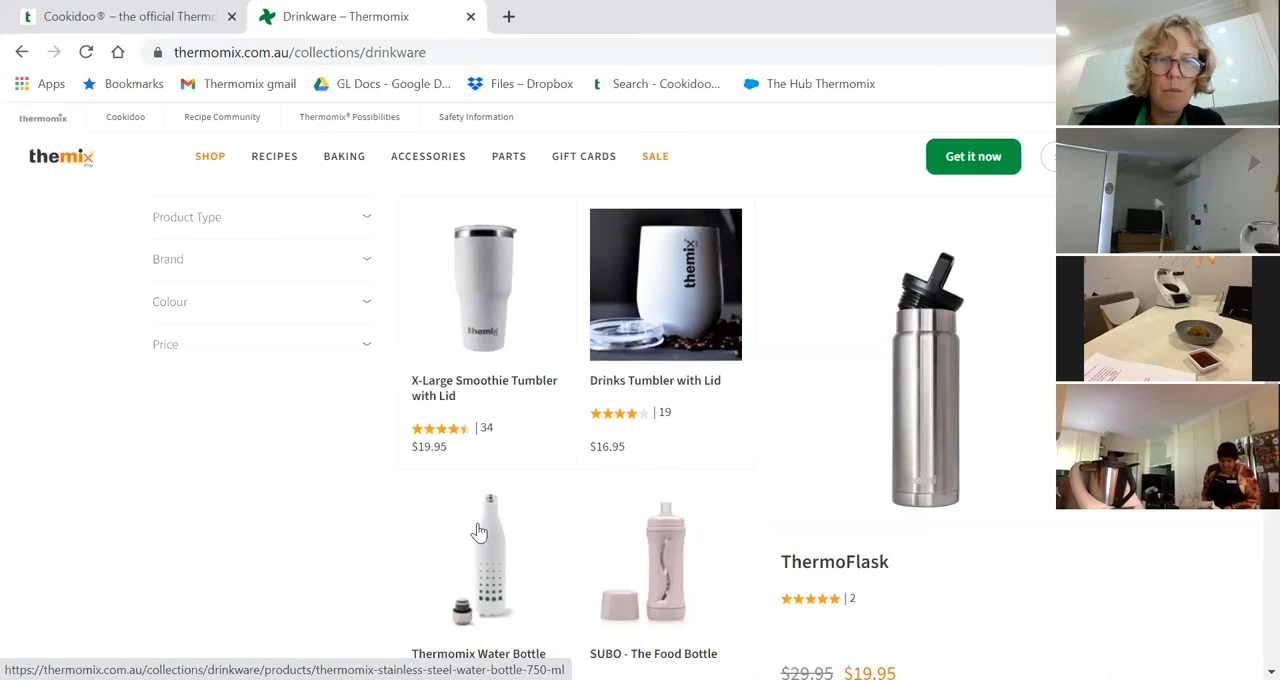 Cookidoo® – the official Thermo
Drinkware – Thermomix
thermomix.com.au/collections/drinkware
Apps
Bookmarks
Thermomix gmail
GL Docs - Google D...
Files – Dropbox
Search - Cookidoo...
The Hub Thermomix
thermomix
Cookidoo
Recipe Community
Thermomix® Possibilities
Safety Information
themix
SHOP
RECIPES
BAKING
ACCESSORIES
PARTS
GIFT CARDS
SALE
Get it now
Product Type
Brand
Colour
Price
themix
themix
X-Large Smoothie Tumbler
with Lid
| 34
$19.95
Drinks Tumbler with Lid
| 19
$16.95
ThermoFlask
| 2
$29.95 $19.95
Thermomix Water Bottle
SUBO - The Food Bottle
https://thermomix.com.au/collections/drinkware/products/thermomix-stainless-steel-water-bottle-750-ml